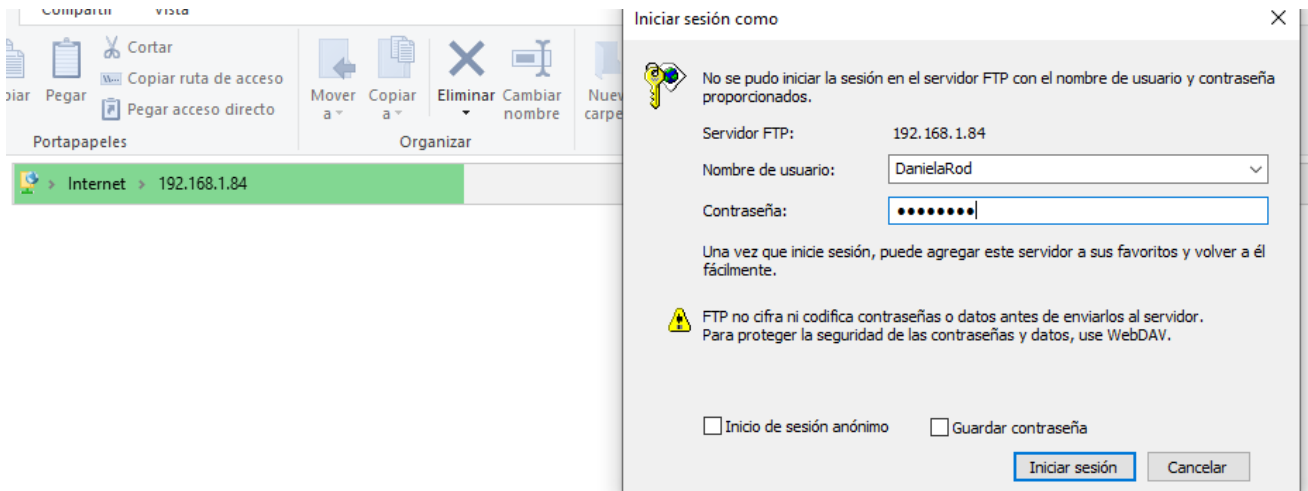 Compartir Vista
Cortar
Copiar ruta de acceso
Pegar
Pegar acceso directo
Mover a
Copiar a
Eliminar
Cambiar nombre
Portapapeles
Organizar
Internet > 192.168.1.84
Iniciar sesión como
No se pudo iniciar la sesión en el servidor FTP con el nombre de usuario y contraseña
proporcionados.
Servidor FTP: 192.168.1.84
Nombre de usuario: DanielaRod
Contraseña: ●●●●●●●●
Una vez que inicie sesión, puede agregar este servidor a sus favoritos y volver a él
fácilmente.
FTP no cifra ni codifica contraseñas o datos antes de enviarlos al servidor.
Para proteger la seguridad de las contraseñas y datos, use WebDAV.
Inicio de sesión anónimo
Guardar contraseña
Iniciar sesión
Cancelar